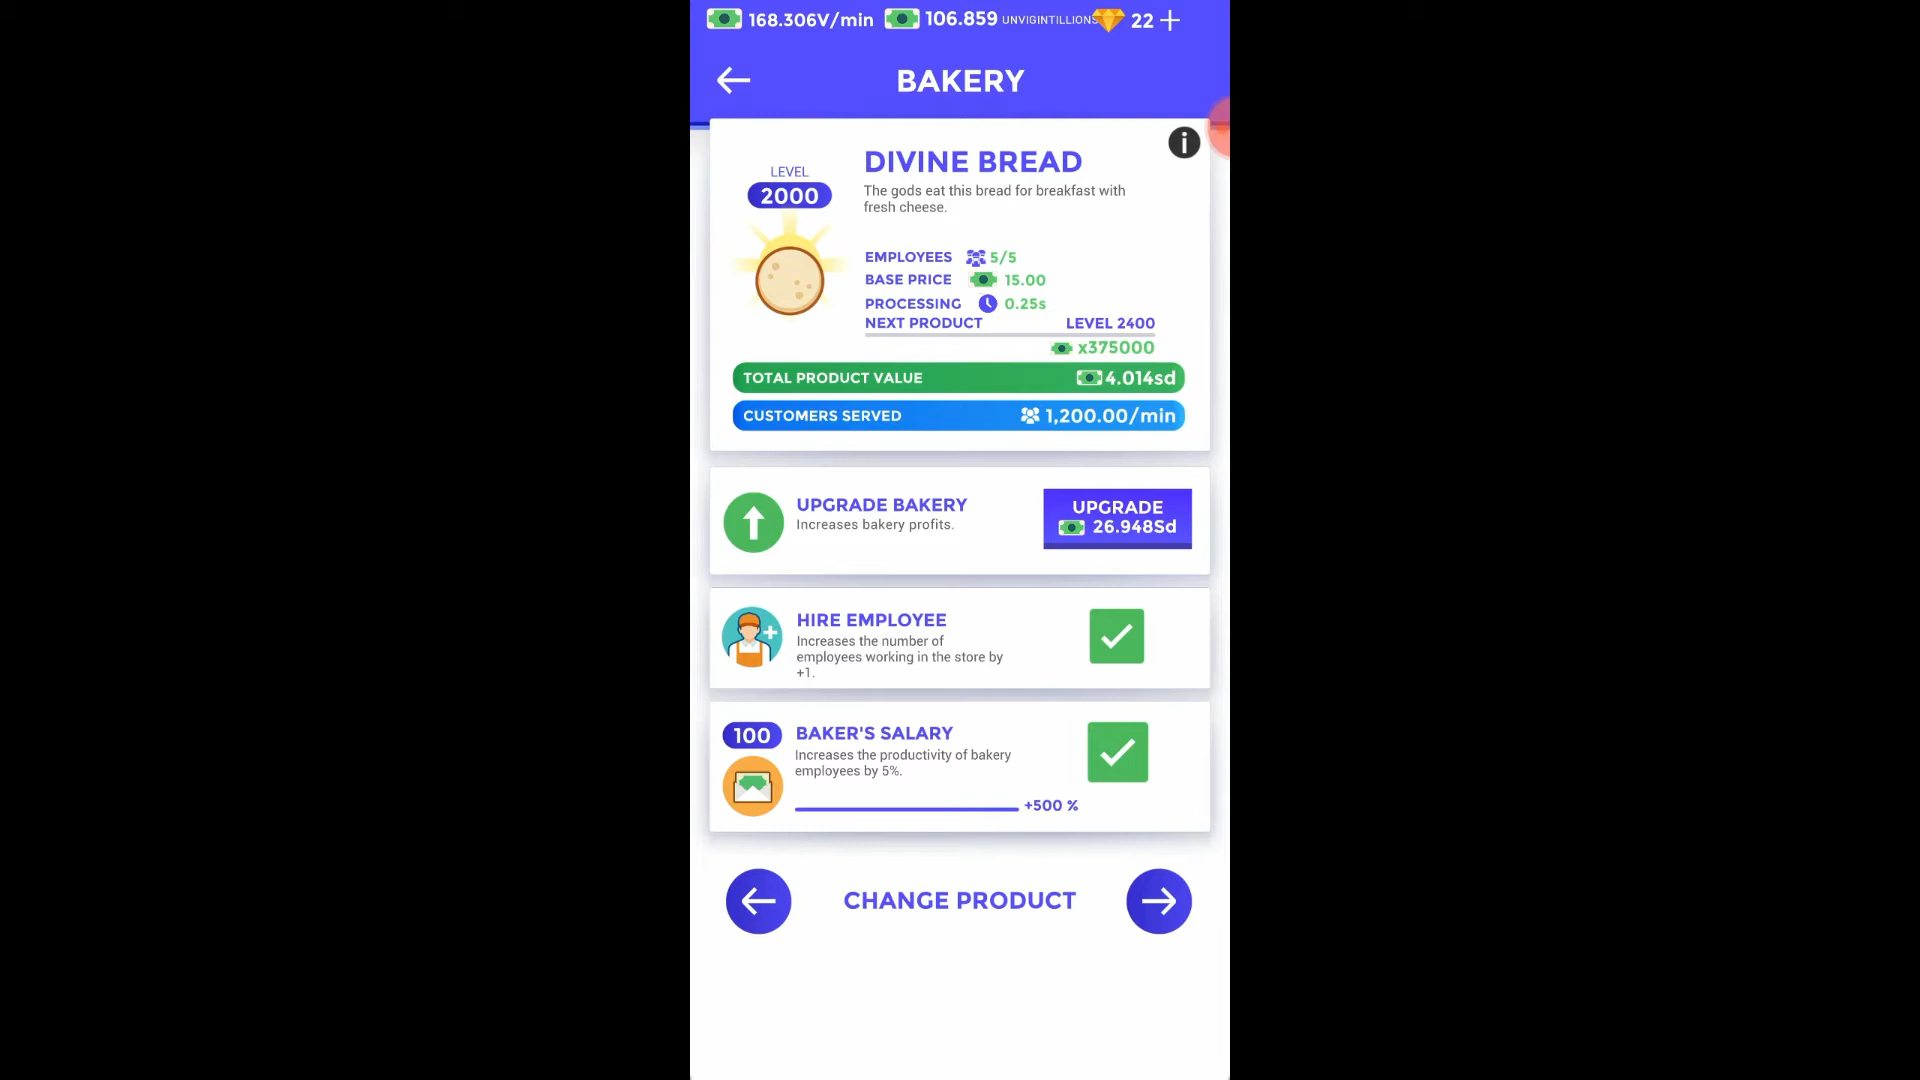 168.306V/min 106.859 UNVIGINTILLIONS 22
BAKERY
LEVEL
2000
DIVINE BREAD
The gods eat this bread for breakfast with
fresh cheese.
EMPLOYEES 5/5
BASE PRICE 15.00
PROCESSING 0.25s
NEXT PRODUCT LEVEL 2400
x375000
TOTAL PRODUCT VALUE 4.014sd
CUSTOMERS SERVED 1,200.00/min
UPGRADE BAKERY
Increases bakery profits.
UPGRADE
26.948Sd
HIRE EMPLOYEE
Increases the number of
employees working in the store by
+1.
100
BAKER'S SALARY
Increases the productivity of bakery
employees by 5%.
+500 %
CHANGE PRODUCT